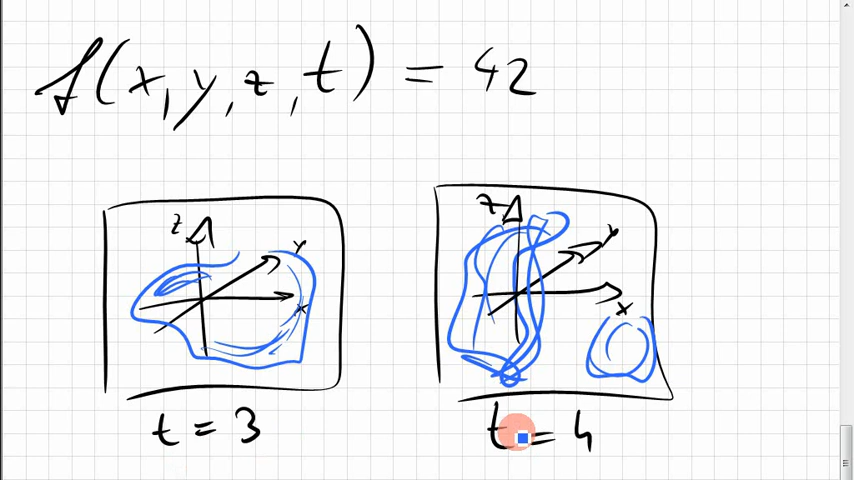 f(x,y,z,t) = 42
z y x
z y x
t = 3
t = 4